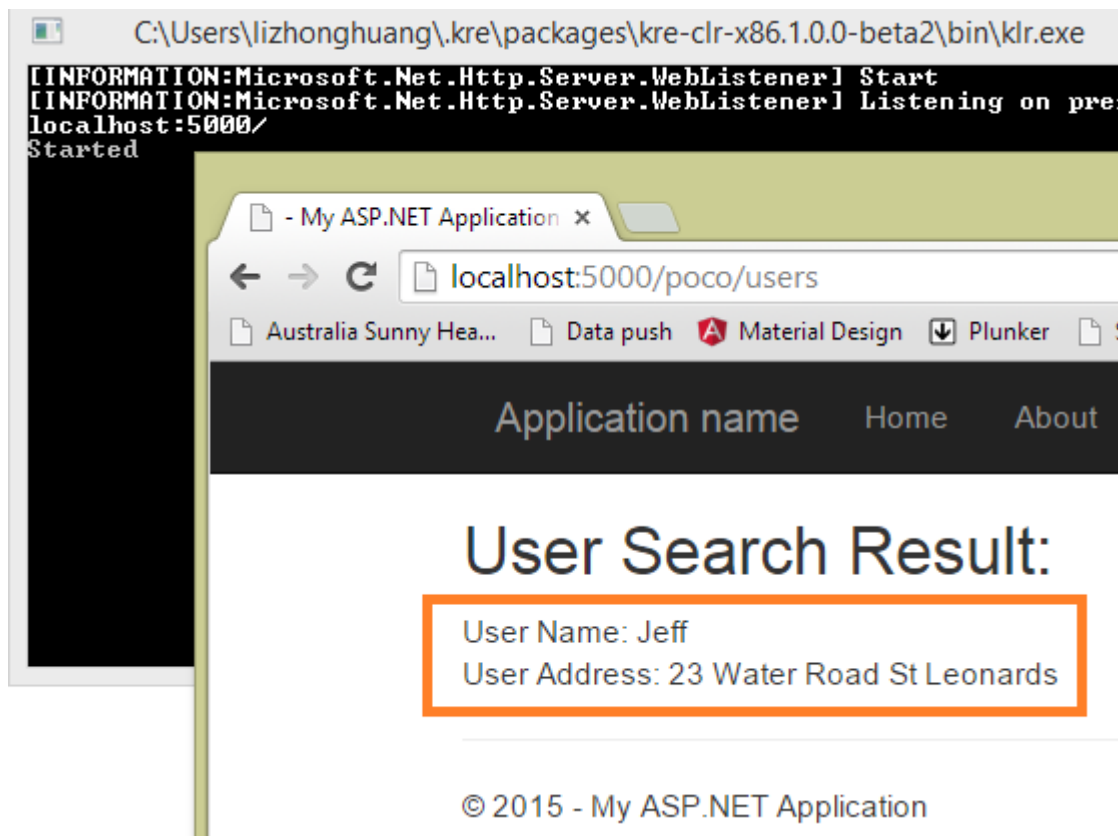 C:\Users\lizhonghuang\.kre\packages\kre-clr-x86.1.0.0-beta2\bin\klr.exe
[INFORMATION:Microsoft.Net.Http.Server.WebListener] Start
[INFORMATION:Microsoft.Net.Http.Server.WebListener] Listening on
localhost:5000/
Started
- My ASP.NET Application ×
localhost:5000/poco/users
Australia Sunny Hea... Data push Material Design Plunker
Application name Home About
User Search Result:
User Name: Jeff
User Address: 23 Water Road St Leonards
© 2015 - My ASP.NET Application